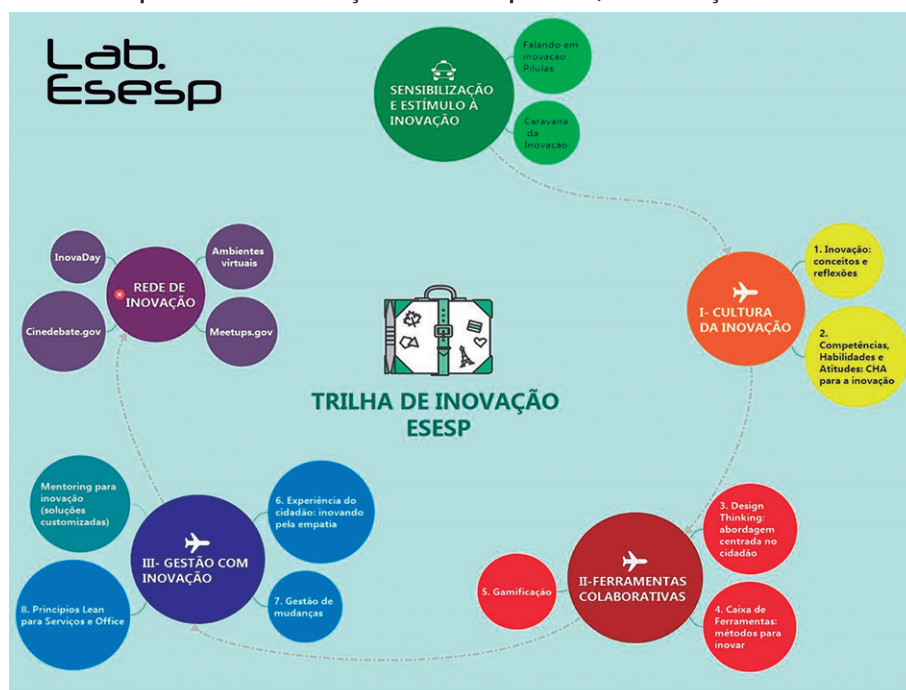 Lab.
Esesp
SENSIBILIZAÇÃO
E ESTÍMULO À
INOVAÇÃO
Falando em
inovação
Pílulas
Caravana
da
Inovação
I- CULTURA
DA INOVAÇÃO
1. Inovação:
conceitos e
reflexões
2.
Competências,
Habilidades e
Atitudes: CHA
para a inovação
II-FERRAMENTAS
COLABORATIVAS
3. Design
Thinking:
abordagem
centrada no
cidadão
4. Caixa de
Ferramentas:
métodos para
inovar
5. Gamificação
III- GESTÃO COM
INOVAÇÃO
6. Experiência do
cidadão: inovando
pela empatia
7. Gestão de
mudanças
8. Princípios Lean
para Serviços e Office
Mentoring para
inovação
(soluções
customizadas)
REDE DE
INOVAÇÃO
InovaDay
Ambientes
virtuais
Cinedebate.gov
Meetups.gov
TRILHA DE INOVAÇÃO
ESESP